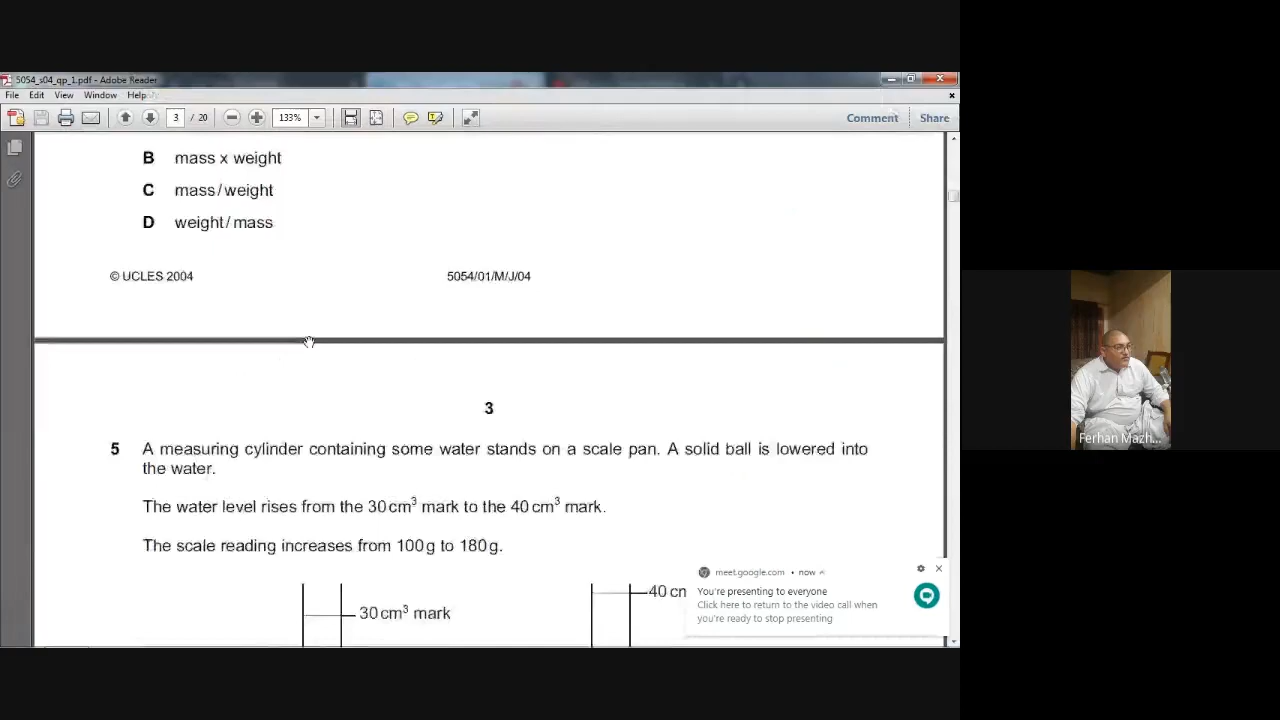 5054_s04_qp_1.pdf - Adobe Reader
File Edit View Window Help
3 / 20 133% Comment Share
B mass x weight
C mass/weight
D weight/mass
© UCLES 2004 5054/01/M/J/04
3
5 A measuring cylinder containing some water stands on a scale pan. A solid ball is lowered into
the water.
The water level rises from the 30 cm³ mark to the 40 cm³ mark.
The scale reading increases from 100 g to 180 g.
30 cm³ mark
40 cm
meet.google.com • now
You're presenting to everyone
Click here to return to the video call when
you're ready to stop presenting
Ferhan Mazh...